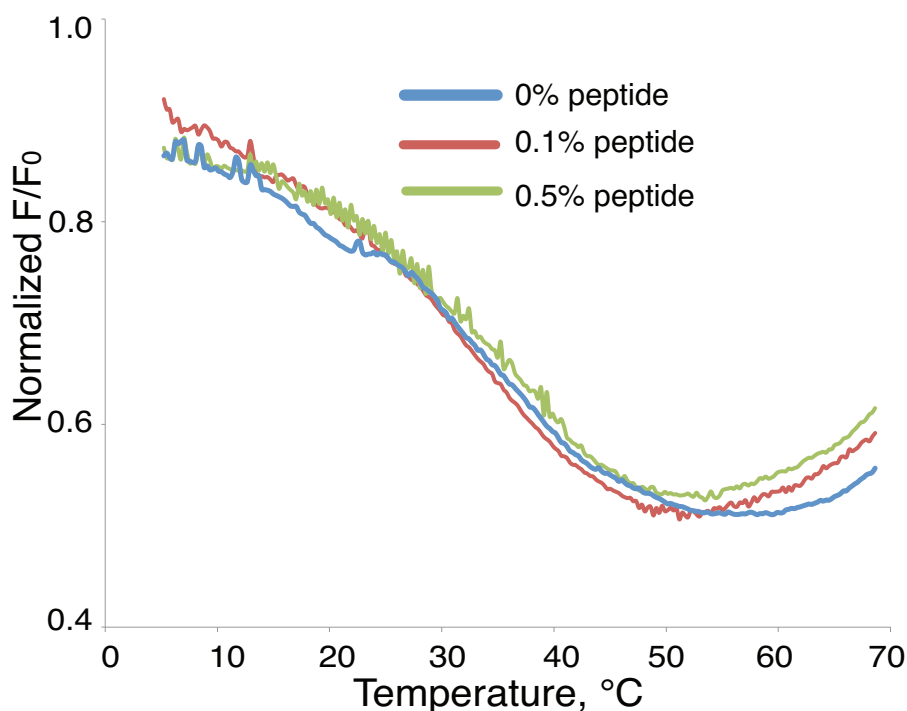 1.0
0.8
0.6
0.4
Normalized F/F0
0% peptide
0.1% peptide
0.5% peptide
0 10 20 30 40 50 60 70
Temperature, °C